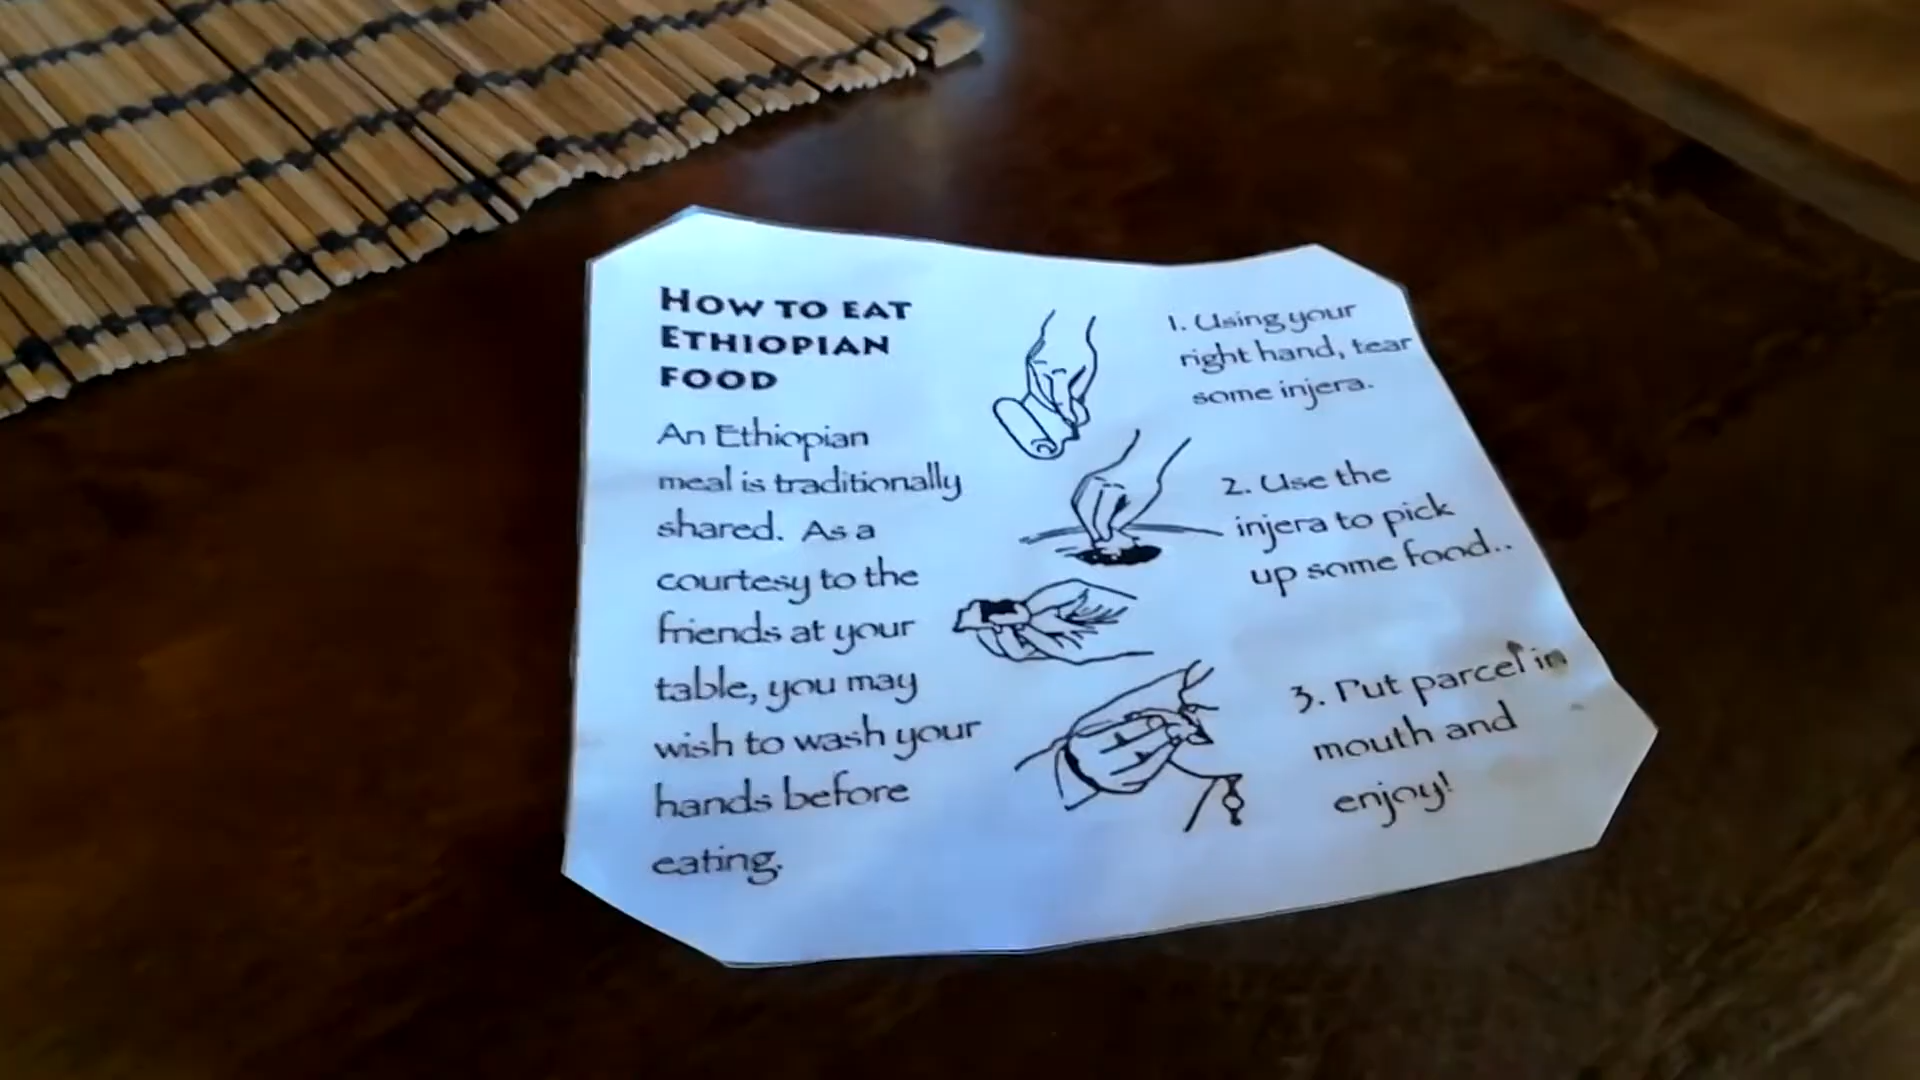 HOW TO EAT
ETHIOPIAN
FOOD
An Ethiopian
meal is traditionally
shared. As a
courtesy to the
friends at your
table, you may
wish to wash your
hands before
eating.
1. Using your
right hand, tear
some injera.
2. Use the
injera to pick
up some food..
3. Put parcel in
mouth and
enjoy!